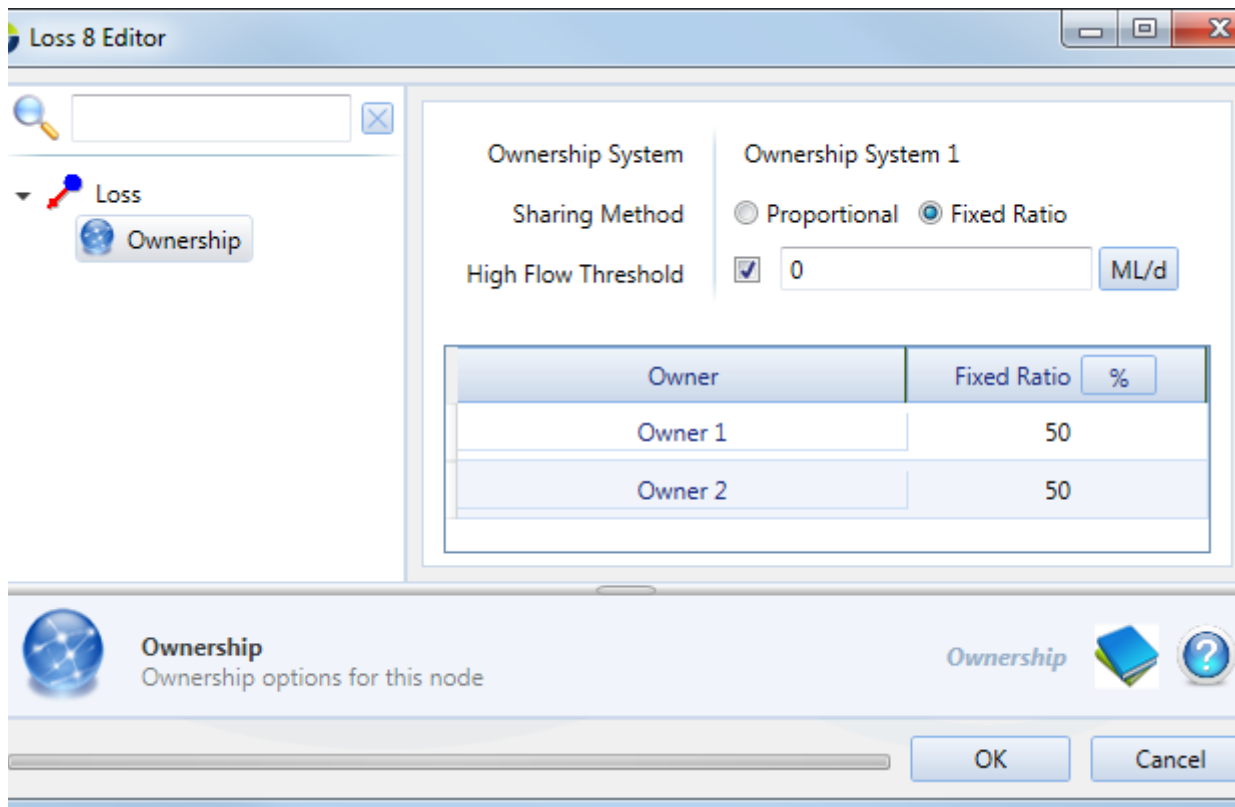 Loss 8 Editor
Loss
Ownership
Ownership System Ownership System 1
Sharing Method Proportional Fixed Ratio
High Flow Threshold 0 ML/d
Owner Fixed Ratio %
Owner 1 50
Owner 2 50
Ownership
Ownership options for this node
Ownership
OK Cancel